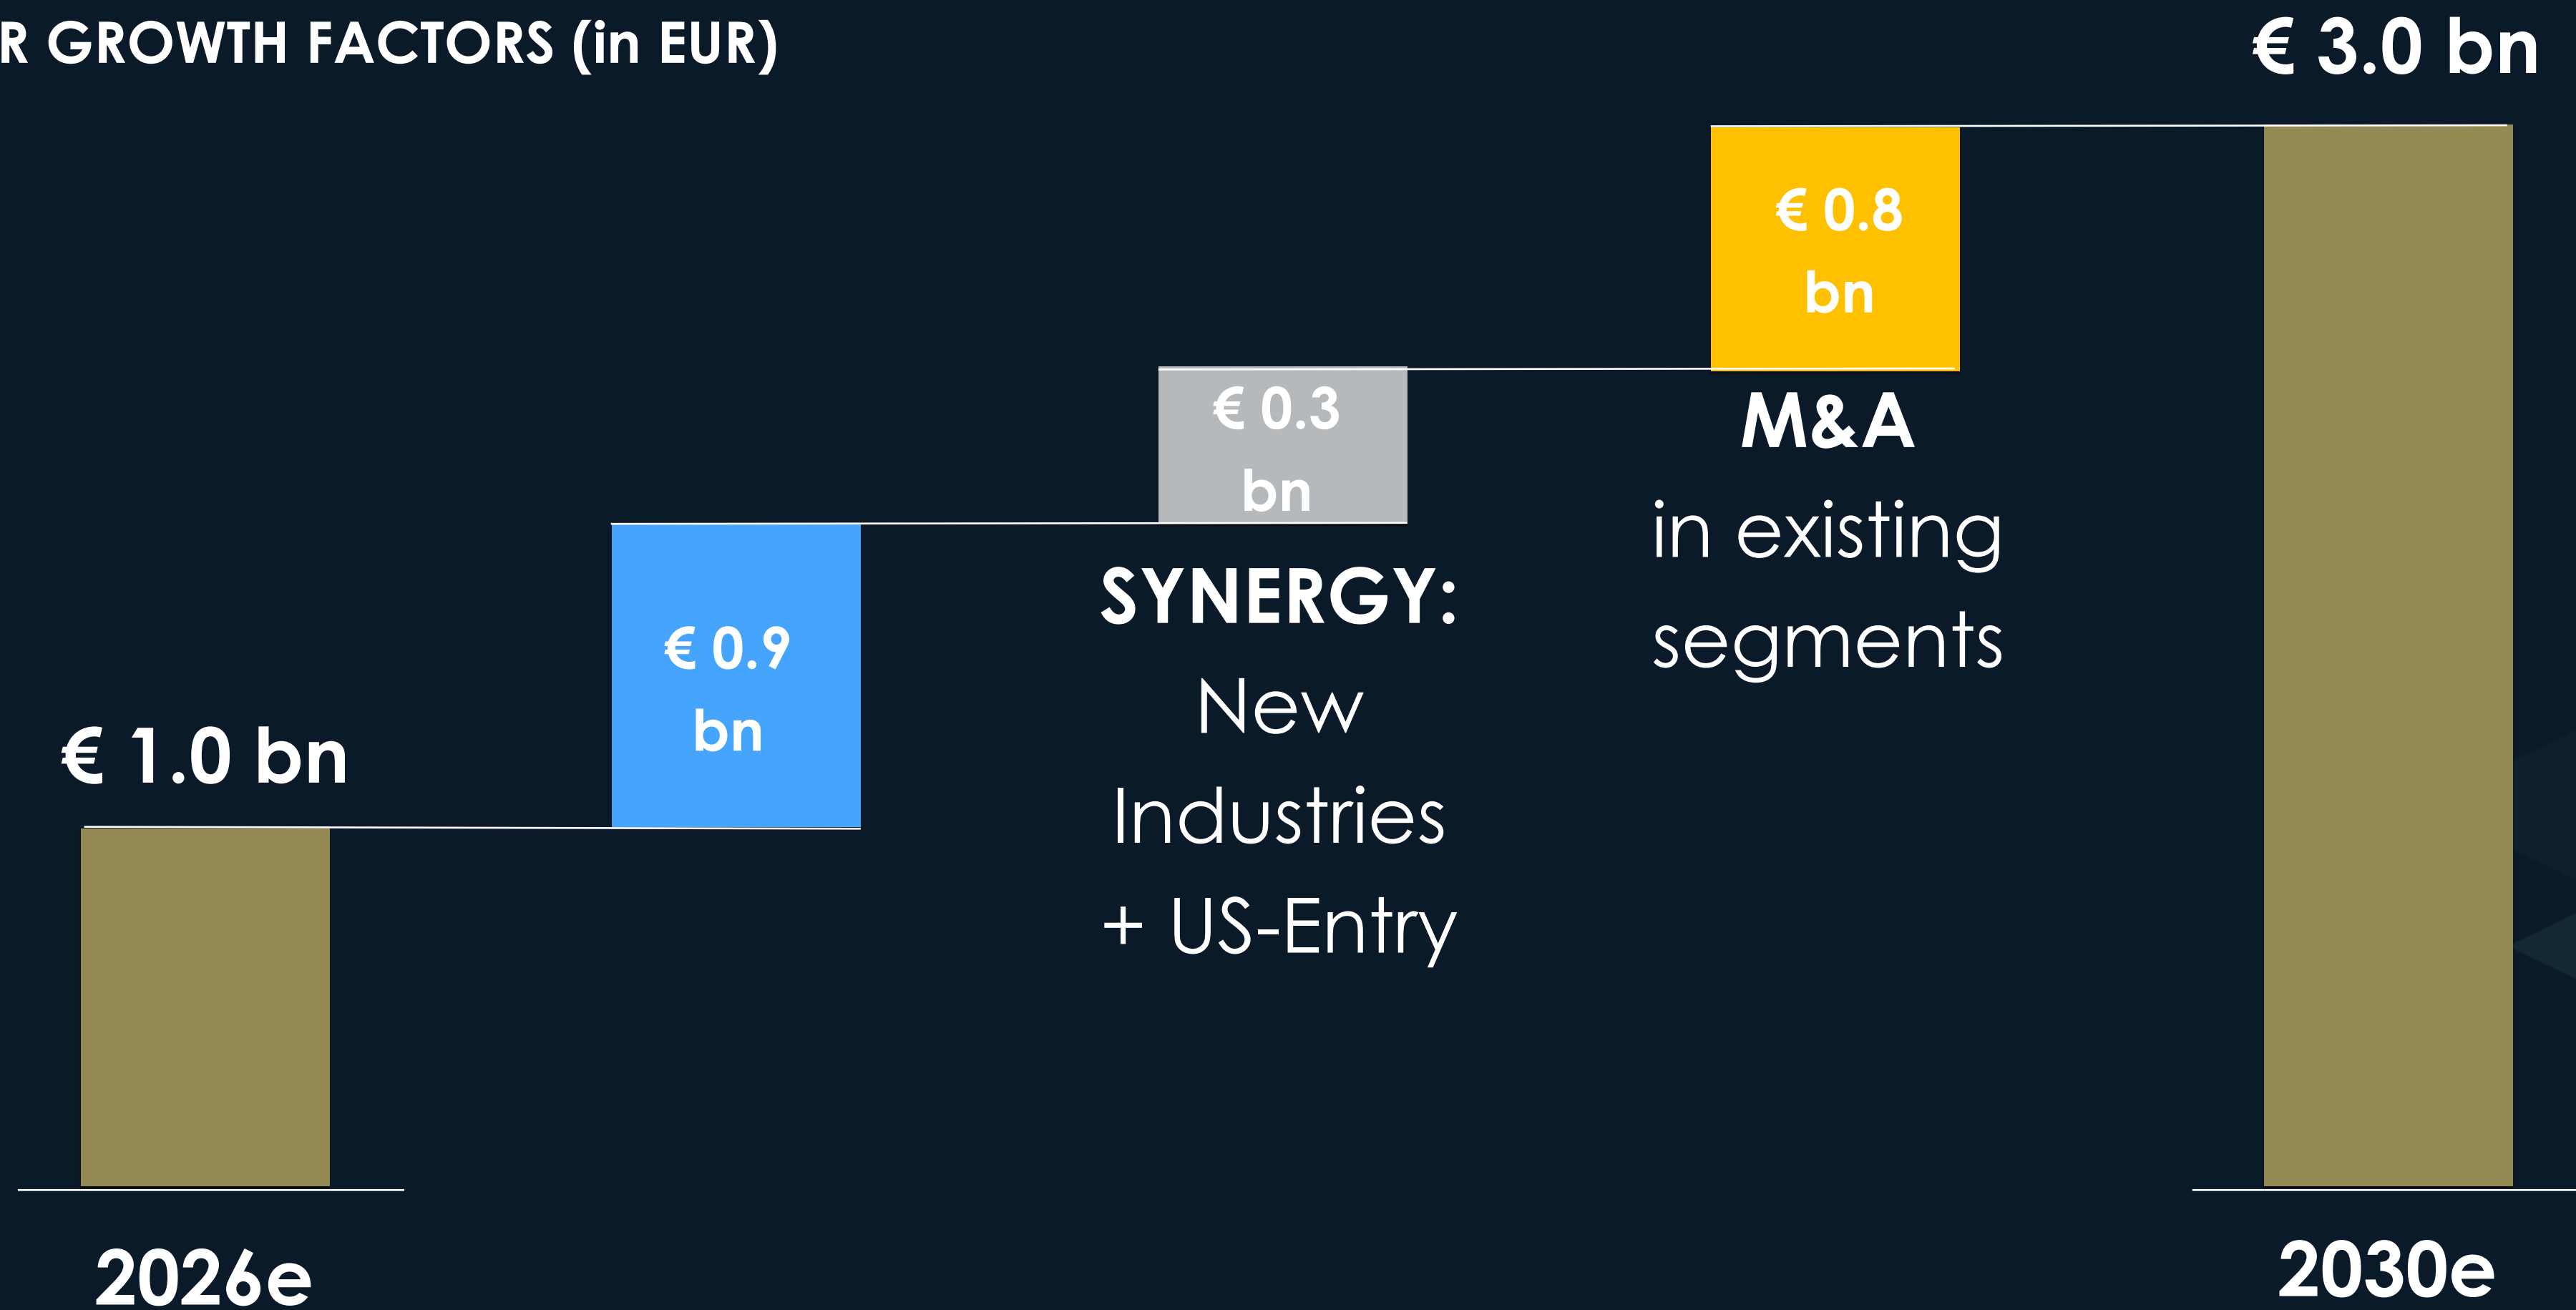 R GROWTH FACTORS (in EUR)
€ 3.0 bn
€ 0.8
bn
€ 0.3
bn
M&A
in existing
segments
SYNERGY:
New
Industries
+ US-Entry
€ 0.9
bn
€ 1.0 bn
2026e
2030e